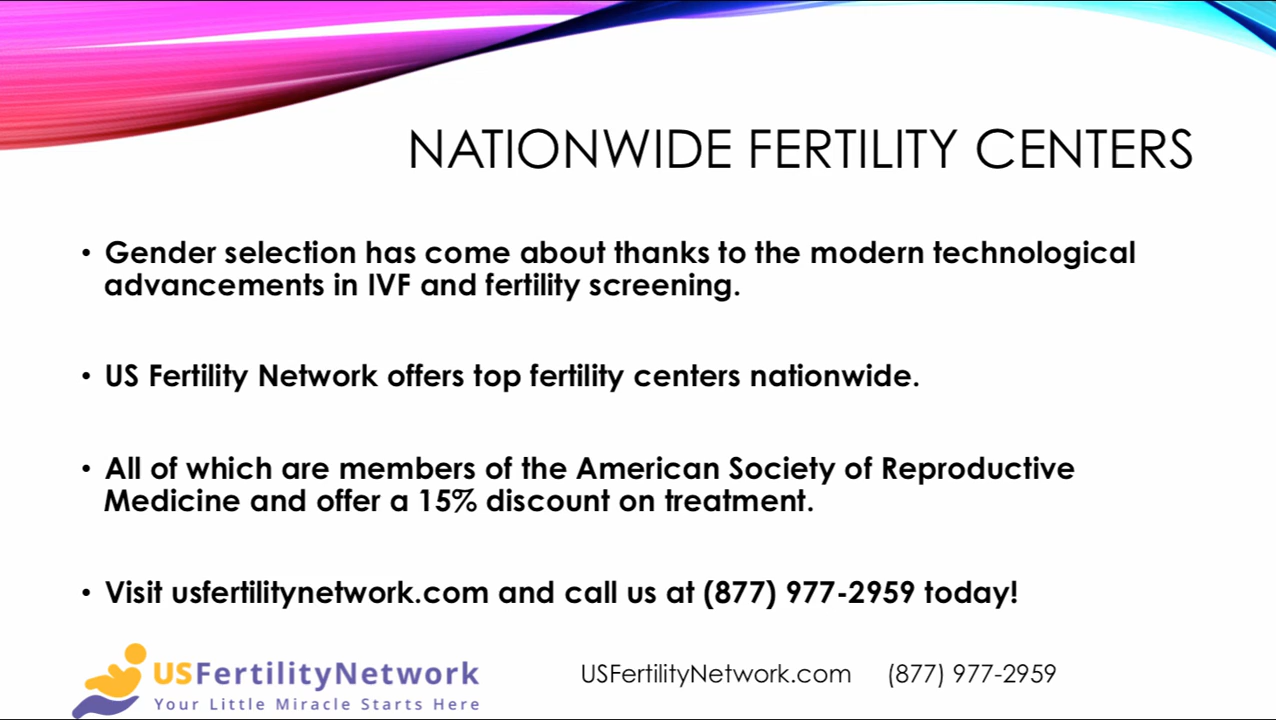 NATIONWIDE FERTILITY CENTERS
• Gender selection has come about thanks to the modern technological
advancements in IVF and fertility screening.
• US Fertility Network offers top fertility centers nationwide.
• All of which are members of the American Society of Reproductive
Medicine and offer a 15% discount on treatment.
• Visit usfertilitynetwork.com and call us at (877) 977-2959 today!
USFertilityNetwork
Your Little Miracle Starts Here
USFertilityNetwork.com (877) 977-2959